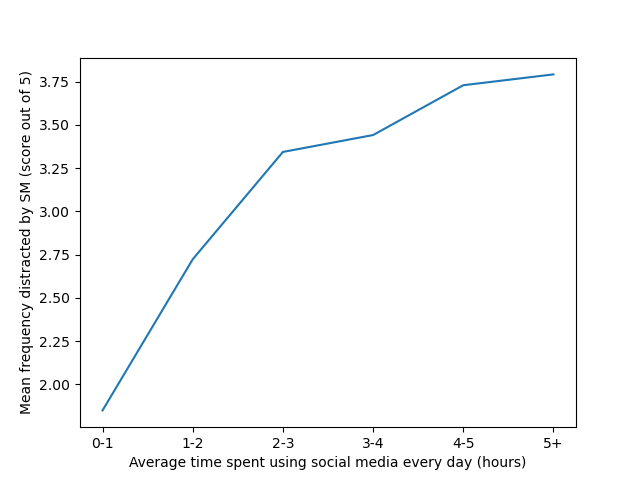 Mean frequency distracted by SM (score out of 5)
3.75
3.50
3.25
3.00
2.75
2.50
2.25
2.00
0-1 1-2 2-3 3-4 4-5 5+
Average time spent using social media every day (hours)